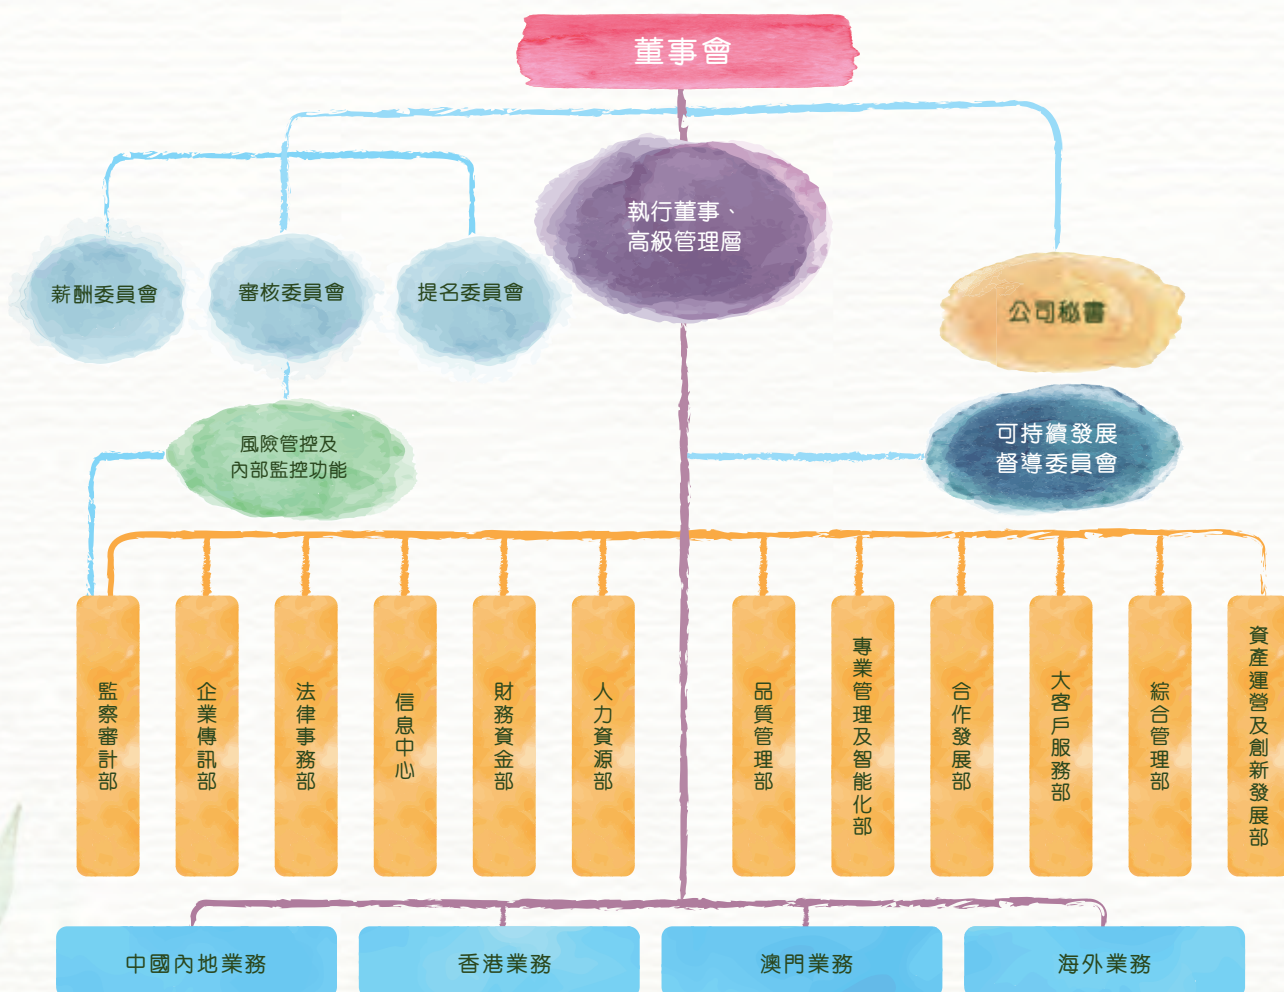 董事會
執行董事、
高級管理層
薪酬委員會
審核委員會
提名委員會
公司秘書
風險管控及
內部監控功能
可持續發展
督導委員會
監察審計部
企業傳訊部
法律事務部
信息中心
財務資金部
人力資源部
品質管理部
專業管理及智能化部
合作發展部
大客戶服務部
綜合管理部
資產運營及創新發展部
中國內地業務
香港業務
澳門業務
海外業務